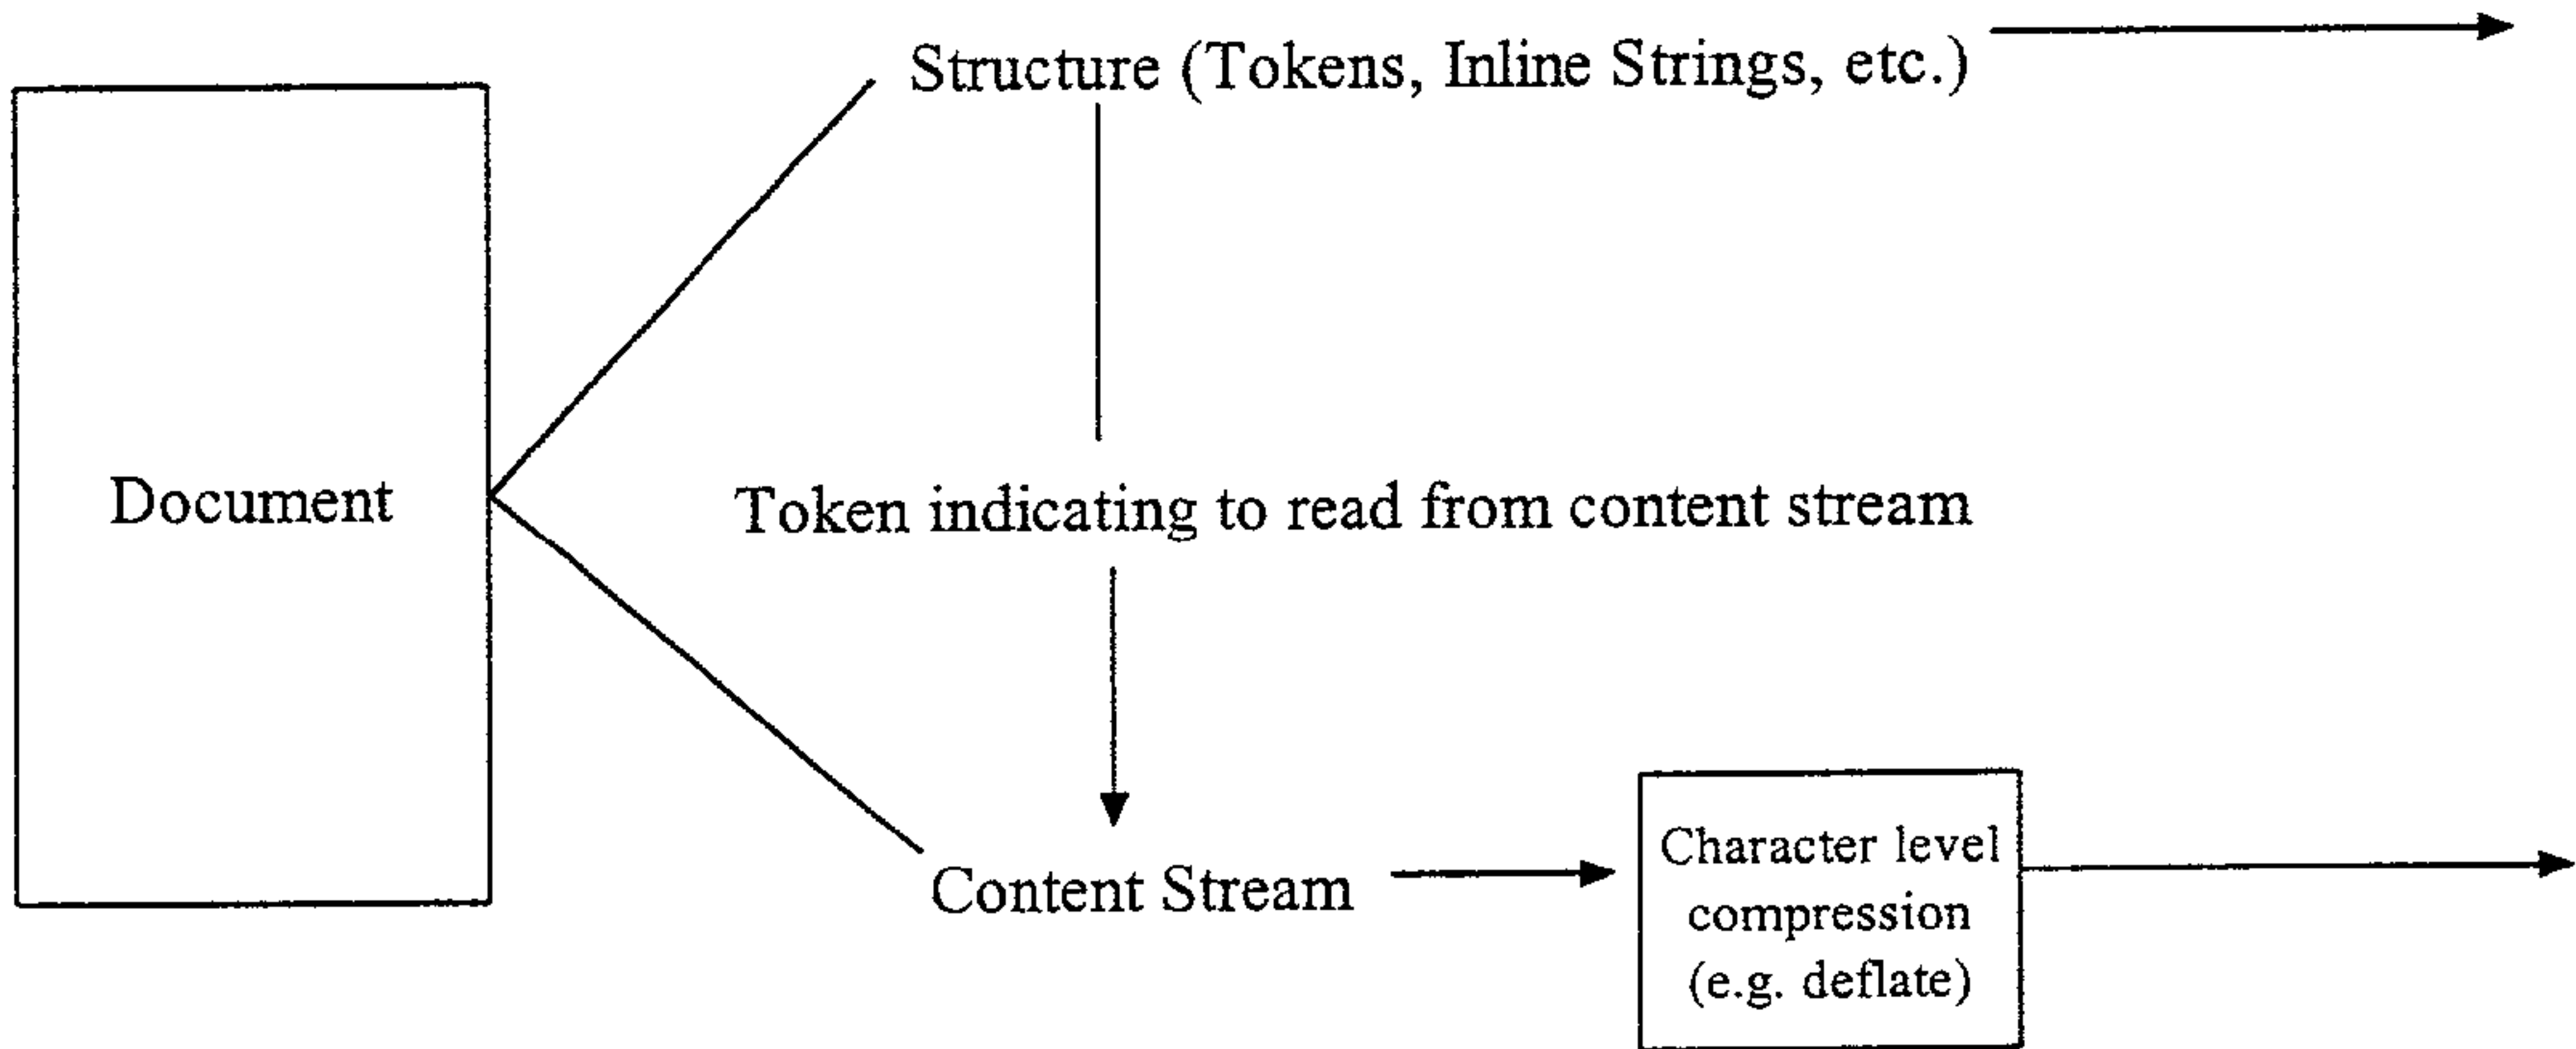 Structure (Tokens, Inline Strings, etc.)
Document
Token indicating to read from content stream
Content Stream
Character level
compression
(e.g. deflate)